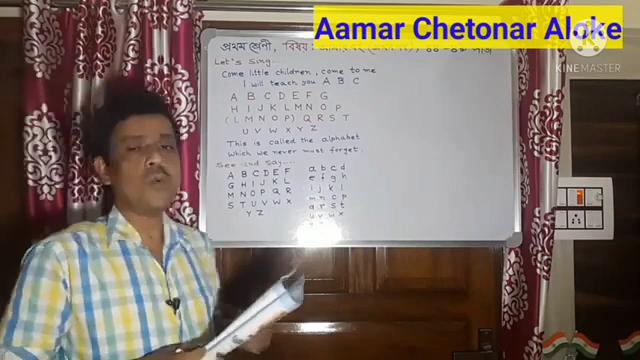 Aamar Chetonar Aloke
KINEMASTER
প্রথম শ্রেণী, বিষয় :
Let's Sing...
Come little children, come to me
I will teach you A B C
A B C D E F G
H I J K L M N O P
(L M N O P) Q R S T
U V W X Y Z
This is called the alphabet
which we never must forget.
See and Say....
A B C D E F
G H I J K L
M N O P Q R
S T U V W X
Y Z
a b c d
e f g h
i j k l
m n o p
q r s t
u v w x